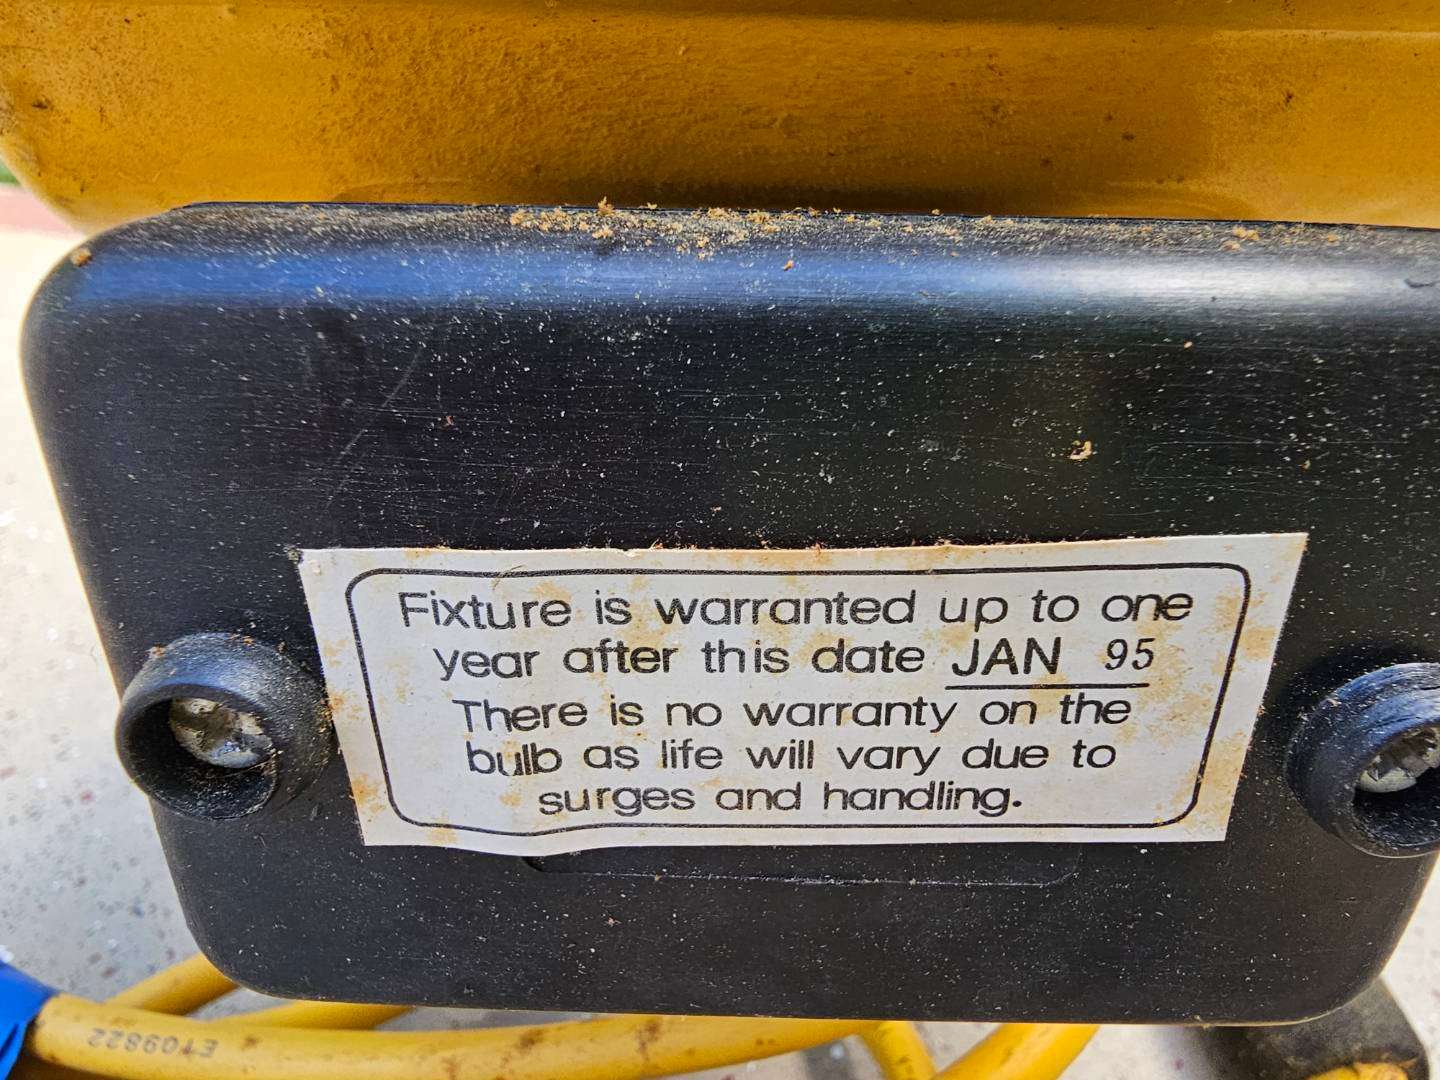 Fixture is warranted up to one
year after this date JAN 95
There is no warranty on the
bulb as life will vary due to
surges and handling.
ET09822